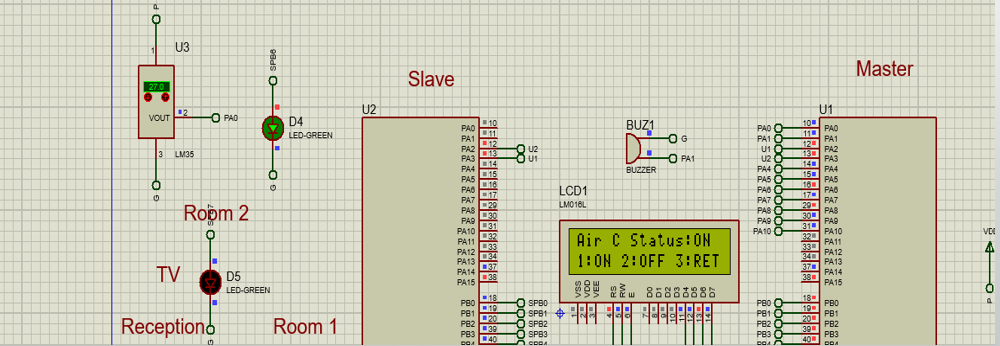 P
1
U3
27.0
VOUT
2
PA0
3
LM35
G
SPB6
D4
LED-GREEN
G
Room 2
TV
D5
LED-GREEN
Reception
G
Room 1
Slave
U2
PA0 10
PA1 11
PA2 12 U2
PA3 13 U1
PA4 14
PA5 15
PA6 16
PA7 17
PA8 29
PA9 30
PA10 31
PA11 32
PA12 33
PA13 34
PA14 37
PA15 38
PB0 18 SPB0
PB1 19 SPB1
PB2 20 SPB2
PB3 39 SPB3
PB4 40 SPB4
BUZ1
G
PA1
BUZZER
LCD1
LM016L
Air C Status:ON
1:ON 2:OFF 3:RET
VSS VDD VEE RS RW E D0 D1 D2 D3 D4 D5 D6 D7
1 2 3 4 5 6 7 8 9 10 11 12 13 14
Master
U1
PA0 10 PA0
PA1 11 PA1
U1 12 PA2
U2 13 PA3
PA4 14 PA4
PA5 15 PA5
PA6 16 PA6
PA7 17 PA7
PA8 29 PA8
PA9 30 PA9
PA10 31 PA10
32 PA11
33 PA12
34 PA13
37 PA14
38 PA15
PB0 18 PB0
PB1 19 PB1
PB2 20 PB2
PB3 39 PB3
PB4 40 PB4
P